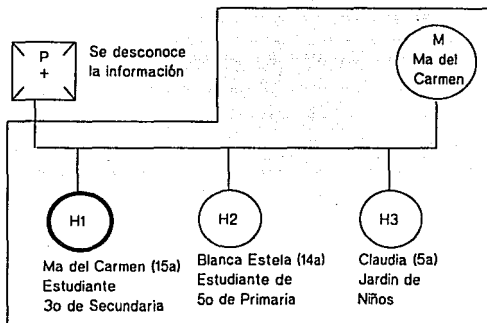 P
+
Se desconoce
la información
M
Ma del
Carmen
H1
H2
H3
Ma del Carmen (15a)
Estudiante
3o de Secundaria
Blanca Estela (14a)
Estudiante de
5o de Primaria
Claudia (5a)
Jardin de
Niños